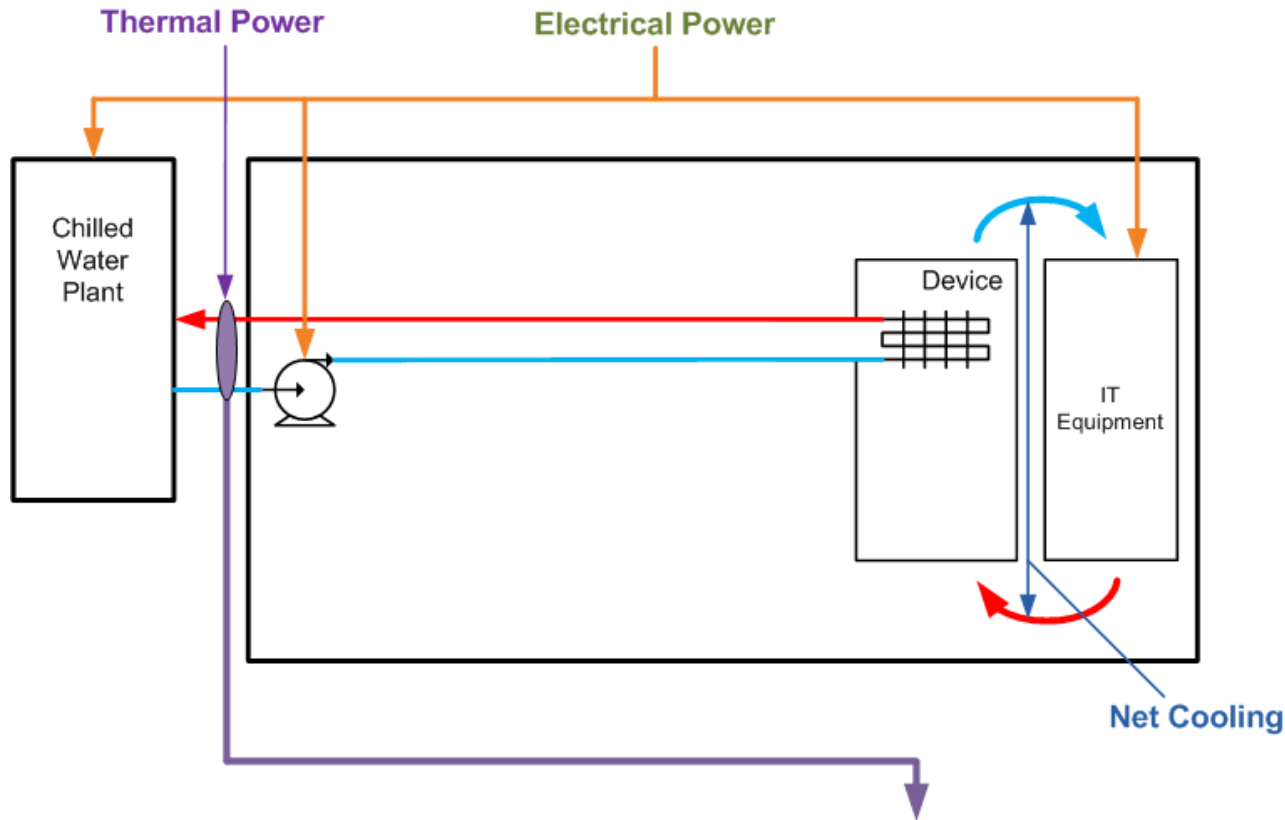 Thermal Power
Electrical Power
Chilled
Water
Plant
Device
IT
Equipment
Net Cooling